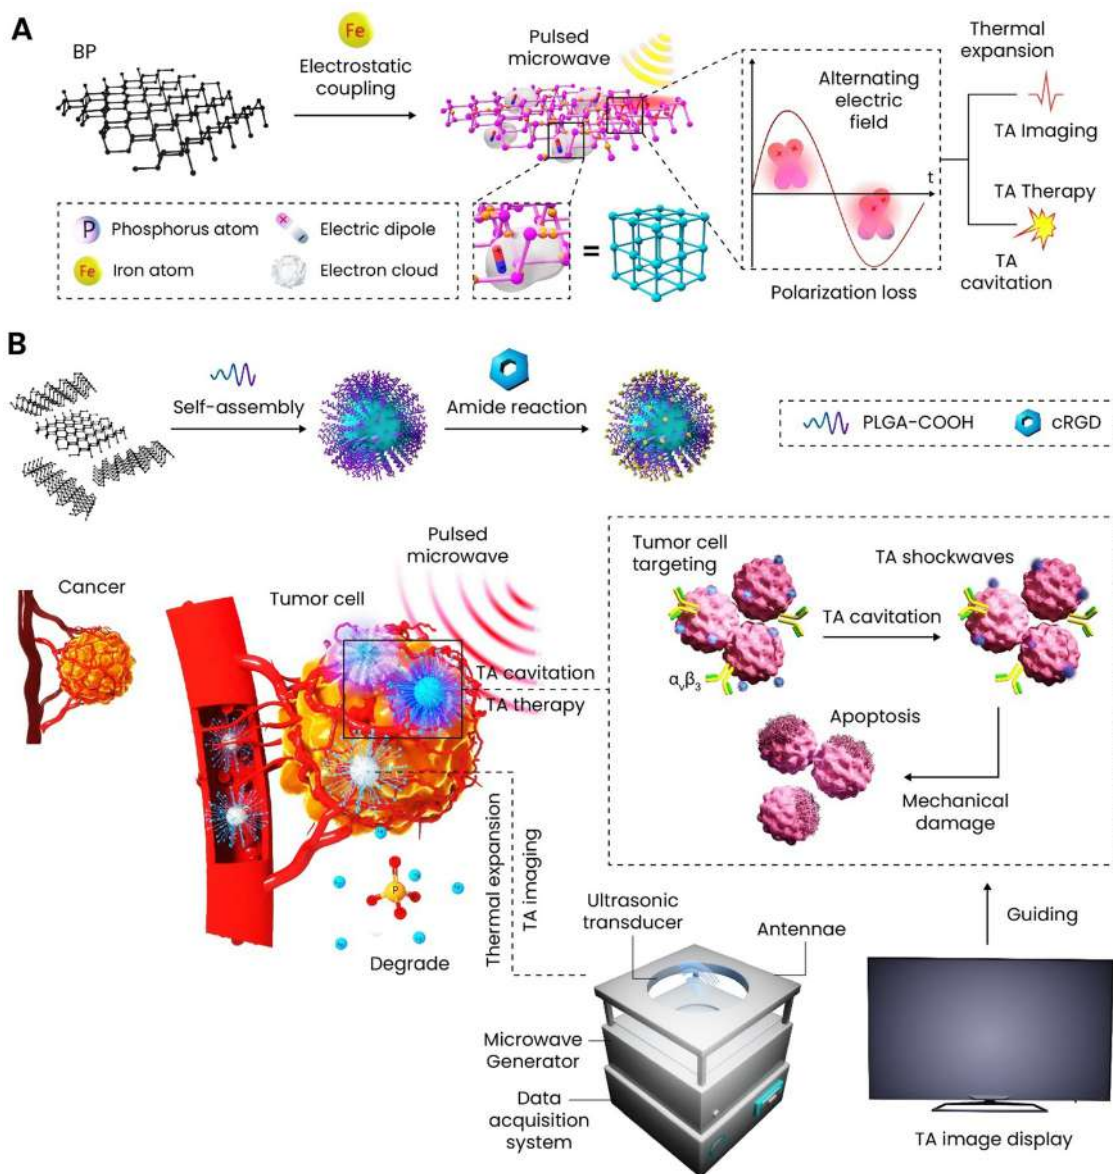 A
BP
Fe
Electrostatic
coupling
Pulsed
microwave
Alternating
electric
field
t
Polarization loss
Thermal
expansion
TA Imaging
TA Therapy
TA
cavitation
P Phosphorus atom
Electric dipole
Fe Iron atom
Electron cloud
=
B
Self-assembly
Amide reaction
PLGA-COOH
cRGD
Cancer
Pulsed
microwave
Tumor cell
TA cavitation
TA therapy
Tumor cell
targeting
TA shockwaves
TA cavitation
αvβ3
Apoptosis
Mechanical
damage
P
Degrade
Thermal expansion
TA imaging
Ultrasonic
transducer
Antennae
Microwave
Generator
Data
acquisition
system
Guiding
TA image display